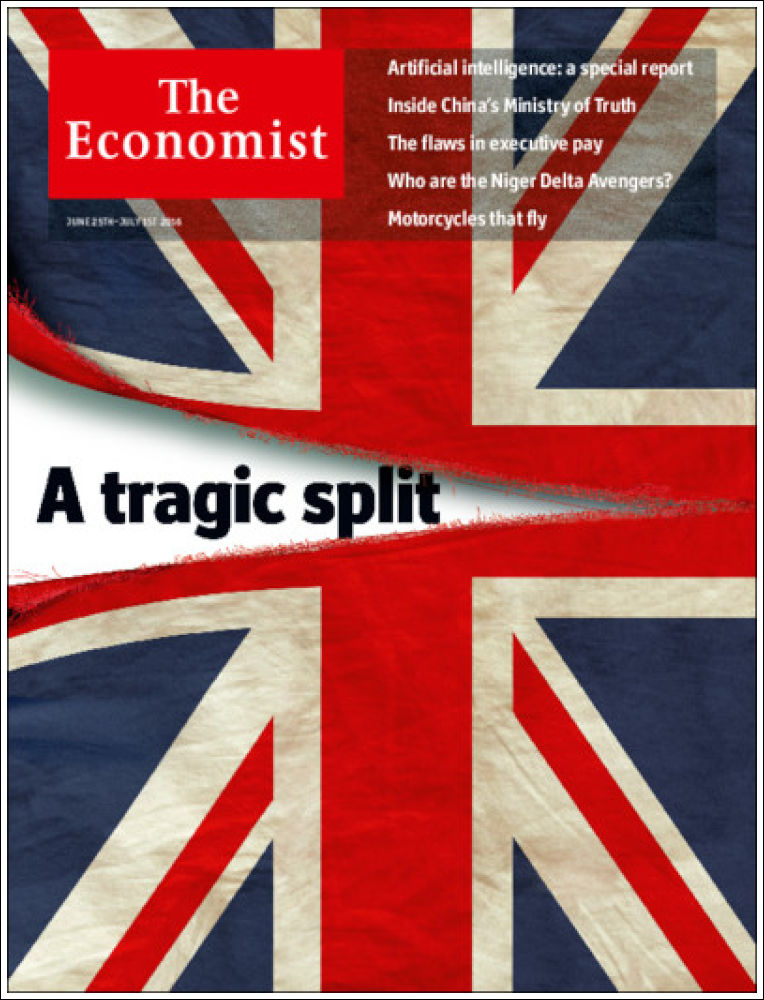 The
Economist
JUNE 25TH–JULY 1ST 2016
Artificial intelligence: a special report
Inside China's Ministry of Truth
The flaws in executive pay
Who are the Niger Delta Avengers?
Motorcycles that fly
A tragic split